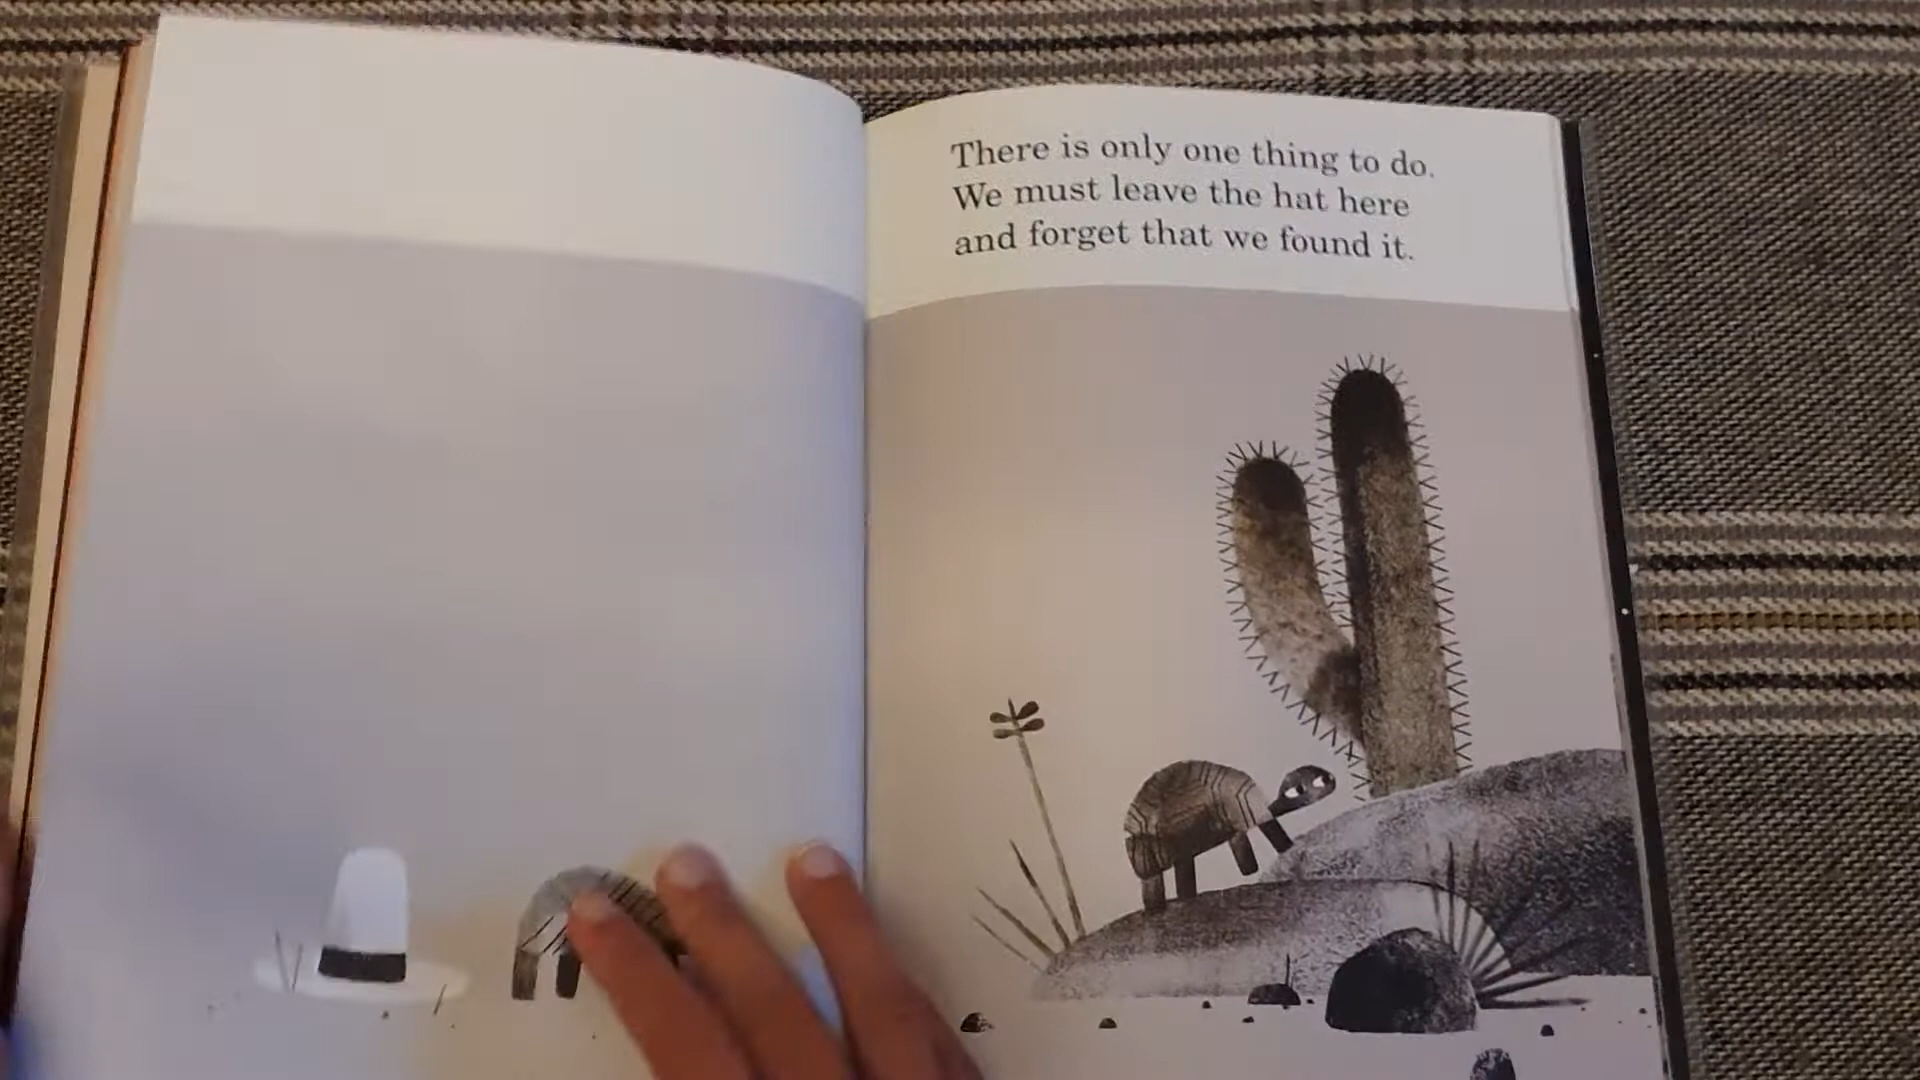 There is only one thing to do.
We must leave the hat here
and forget that we found it.